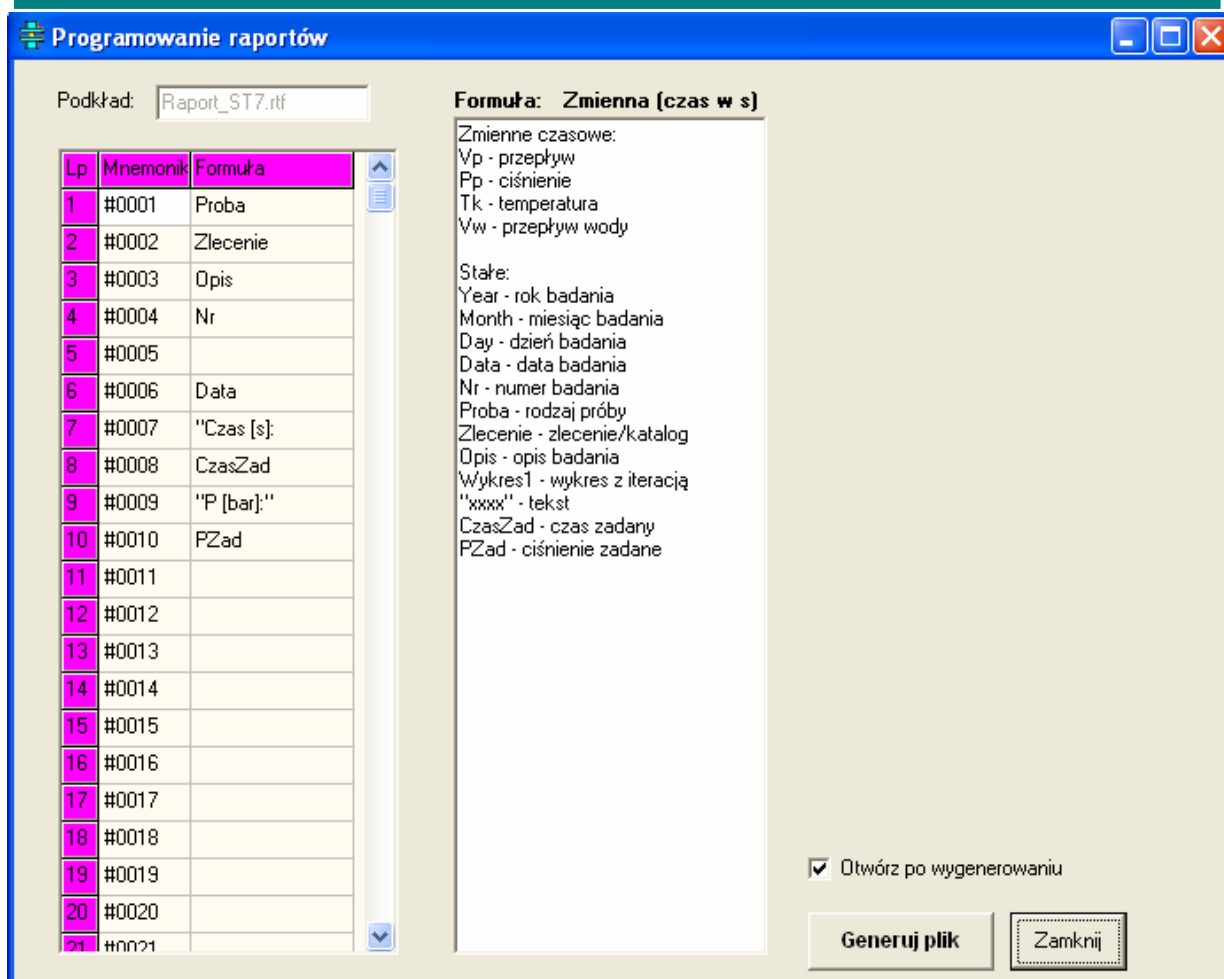 Programowanie raportów
Podkład: Raport_ST7.rtf
Lp Mnemonik Formuła
1 #0001 Proba
2 #0002 Zlecenie
3 #0003 Opis
4 #0004 Nr
5 #0005
6 #0006 Data
7 #0007 "Czas [s]:
8 #0008 CzasZad
9 #0009 "P [bar]:"
10 #0010 PZad
11 #0011
12 #0012
13 #0013
14 #0014
15 #0015
16 #0016
17 #0017
18 #0018
19 #0019
20 #0020
21 #0021
Formuła: Zmienna (czas w s)
Zmienne czasowe:
Vp - przepływ
Pp - ciśnienie
Tk - temperatura
Vw - przepływ wody
Stałe:
Year - rok badania
Month - miesiąc badania
Day - dzień badania
Data - data badania
Nr - numer badania
Proba - rodzaj próby
Zlecenie - zlecenie/katalog
Opis - opis badania
Wykres1 - wykres z iteracją
"xxxx" - tekst
CzasZad - czas zadany
PZad - ciśnienie zadane
Otwórz po wygenerowaniu
Generuj plik Zamknij